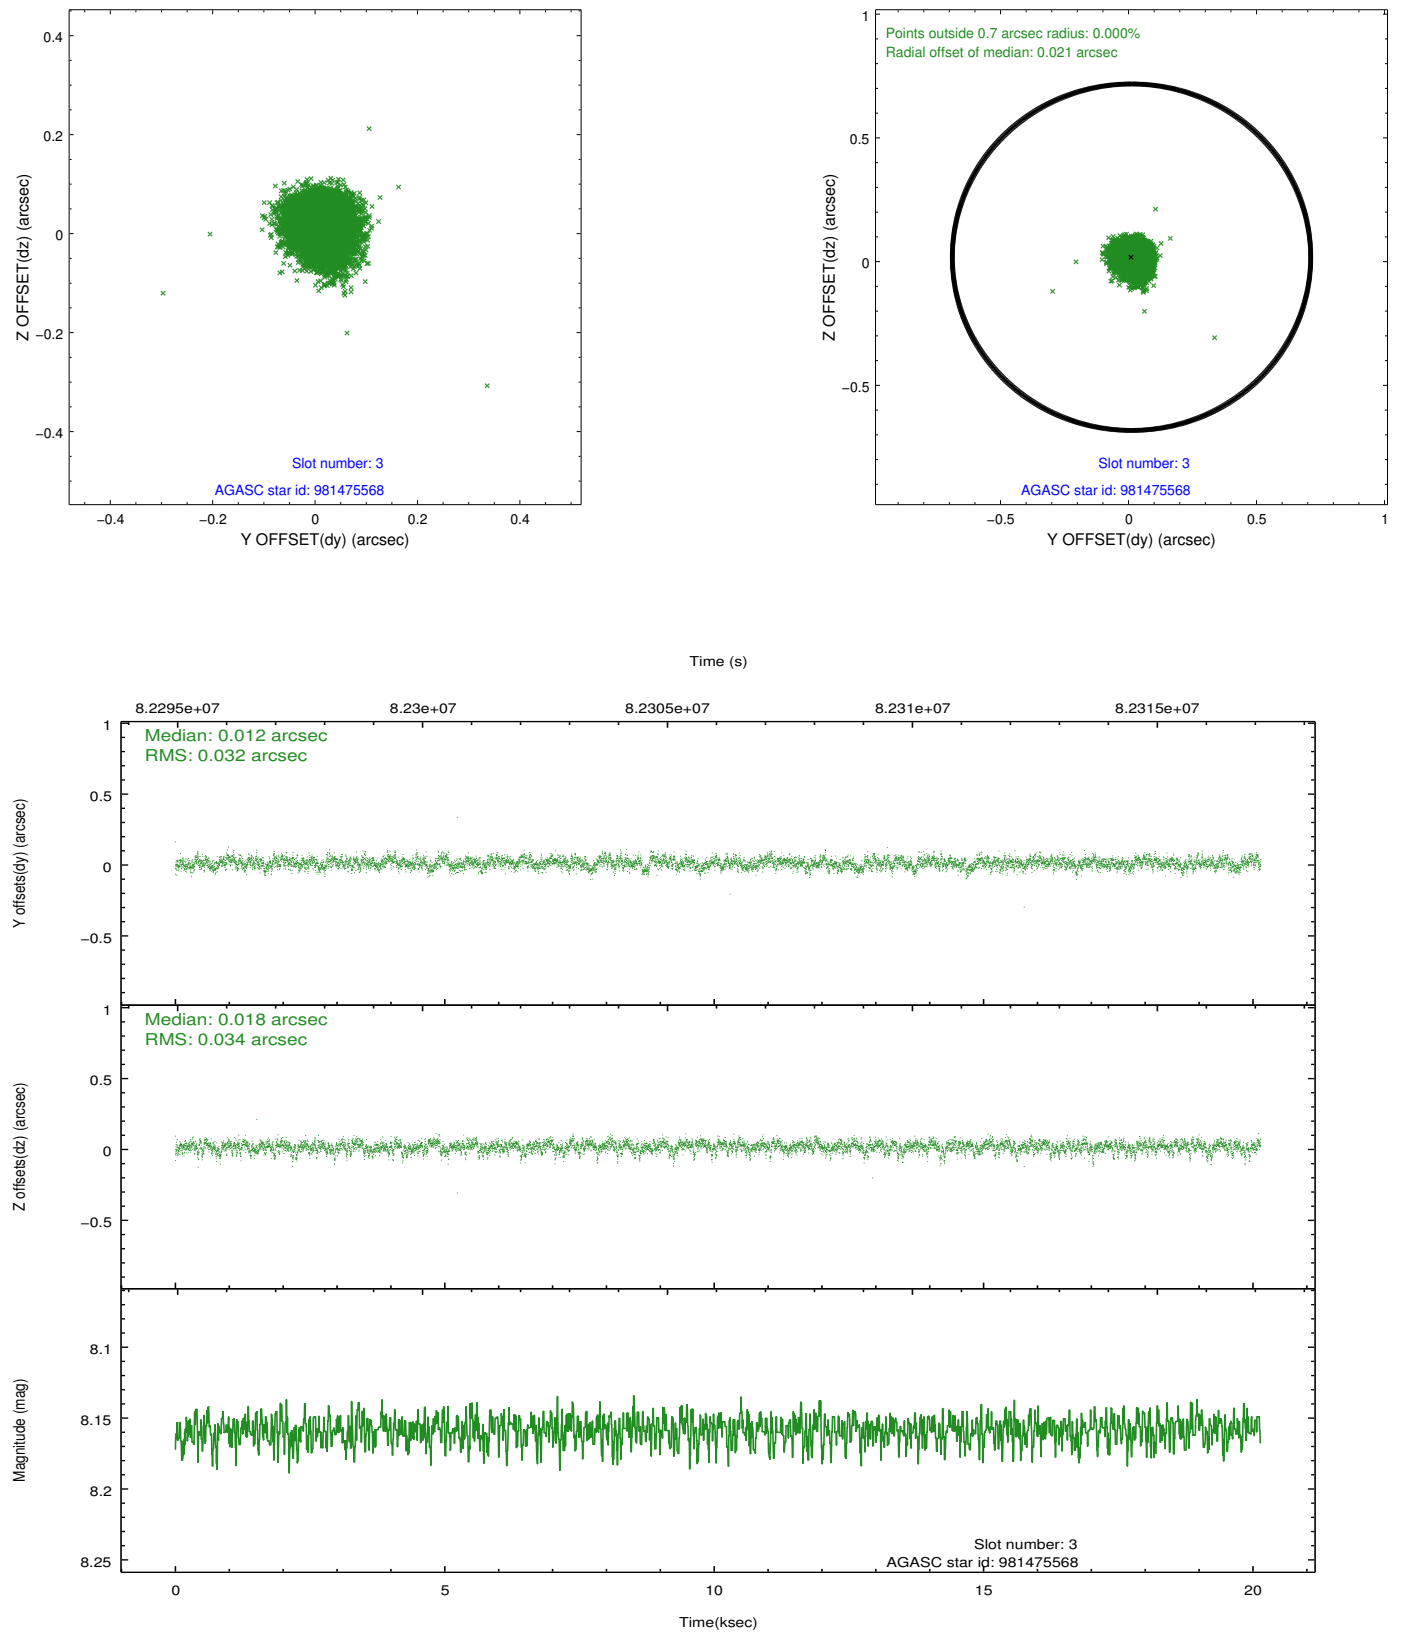 0.4
0.2
0
−0.2
−0.4
Z OFFSET(dz) (arcsec)
Slot number: 3
AGASC star id: 981475568
−0.4 −0.2 0 0.2 0.4
Y OFFSET(dy) (arcsec)
1
0.5
0
−0.5
Z OFFSET(dz) (arcsec)
Points outside 0.7 arcsec radius: 0.000%
Radial offset of median: 0.021 arcsec
Slot number: 3
AGASC star id: 981475568
−0.5 0 0.5 1
Y OFFSET(dy) (arcsec)
Time (s)
8.2295e+07 8.23e+07 8.2305e+07 8.231e+07 8.2315e+07
1
0.5
0
−0.5
Y offsets(dy) (arcsec)
Median: 0.012 arcsec
RMS: 0.032 arcsec
1
0.5
0
−0.5
Z offsets(dz) (arcsec)
Median: 0.018 arcsec
RMS: 0.034 arcsec
8.1
8.15
8.2
8.25
Magnitude (mag)
Slot number: 3
AGASC star id: 981475568
0 5 10 15 20
Time(ksec)